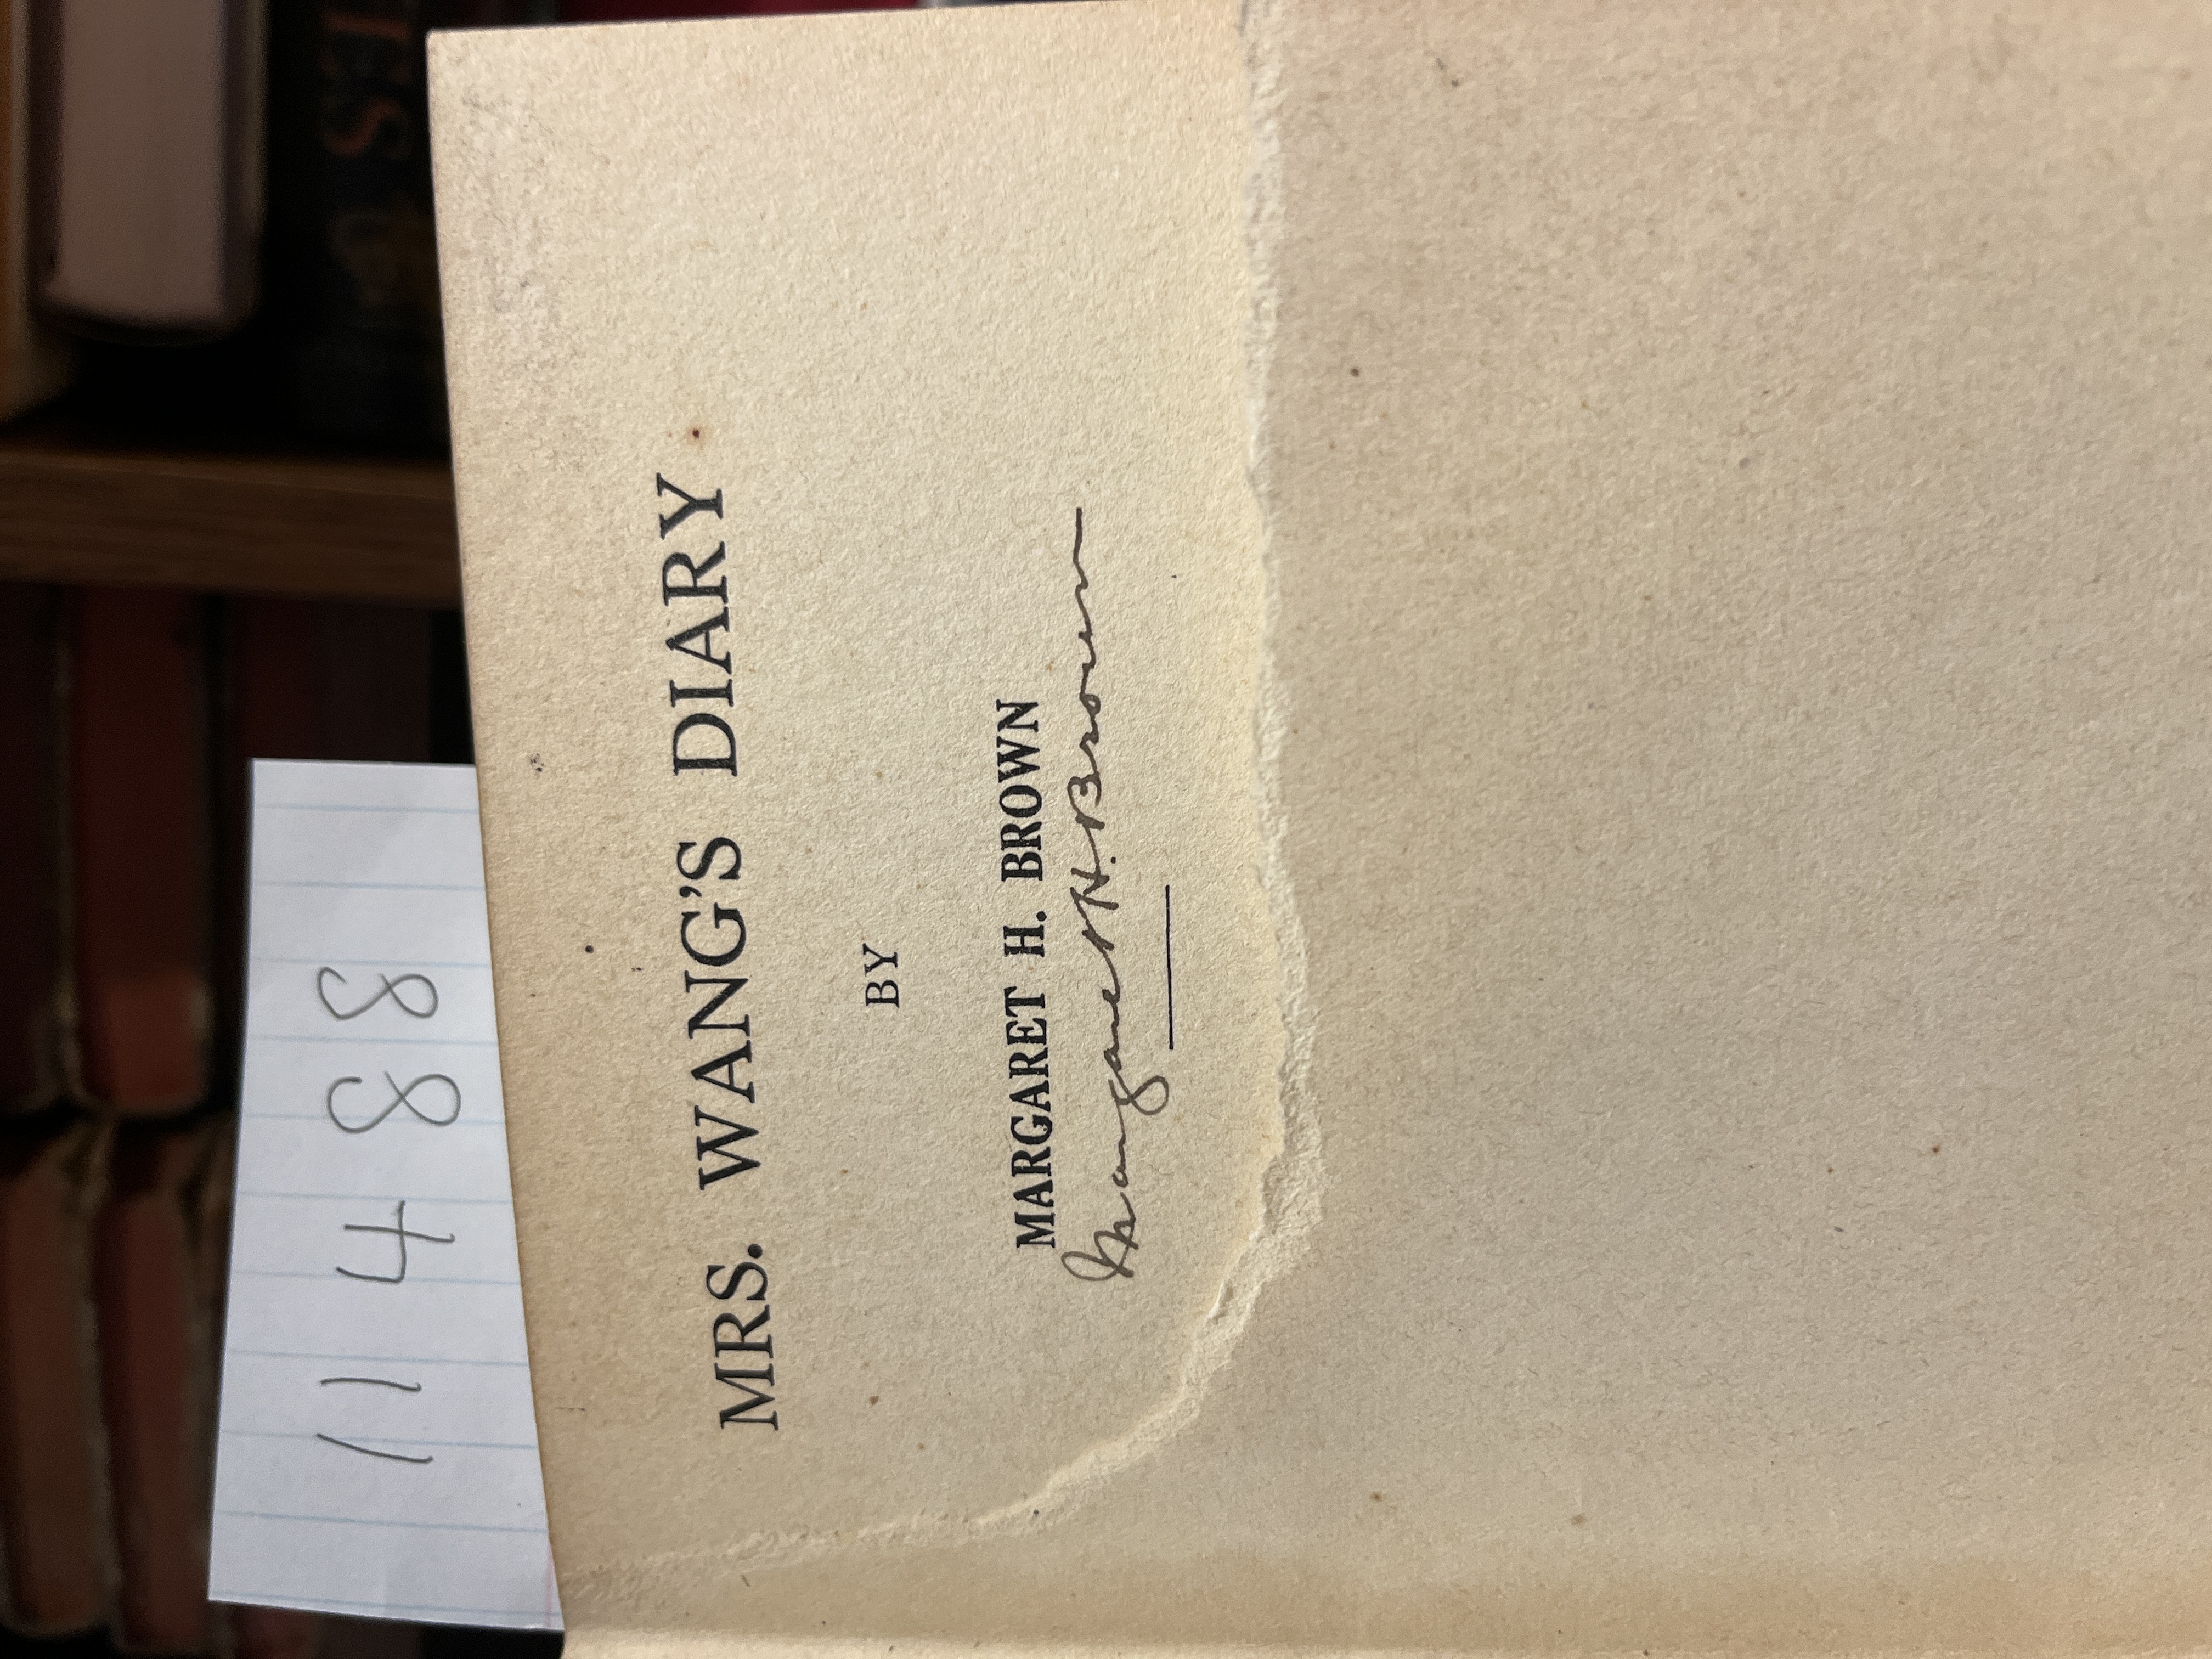 11488
MRS. WANG'S DIARY
BY
MARGARET H. BROWN
Margaret H. Brown